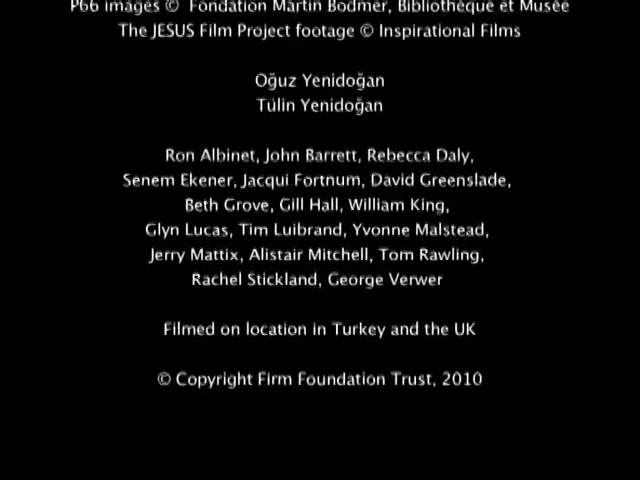 P66 images © Fondation Martin Bodmer, Bibliothèque et Musée
The JESUS Film Project footage © Inspirational Films
Oğuz Yenidoğan
Tülin Yenidoğan
Ron Albinet, John Barrett, Rebecca Daly,
Senem Ekener, Jacqui Fortnum, David Greenslade,
Beth Grove, Gill Hall, William King,
Glyn Lucas, Tim Luibrand, Yvonne Malstead,
Jerry Mattix, Alistair Mitchell, Tom Rawling,
Rachel Stickland, George Verwer
Filmed on location in Turkey and the UK
© Copyright Firm Foundation Trust, 2010